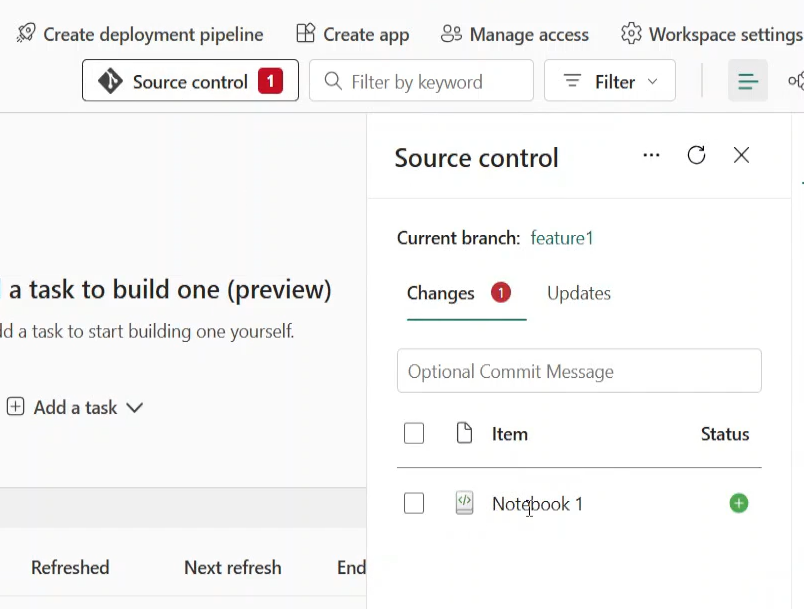 Create deployment pipeline Create app Manage access Workspace settings
Source control 1 Filter by keyword Filter
Source control
Current branch: feature1
Changes 1 Updates
a task to build one (preview)
dd a task to start building one yourself.
Optional Commit Message
Add a task
Item Status
Notebook 1
Refreshed Next refresh End